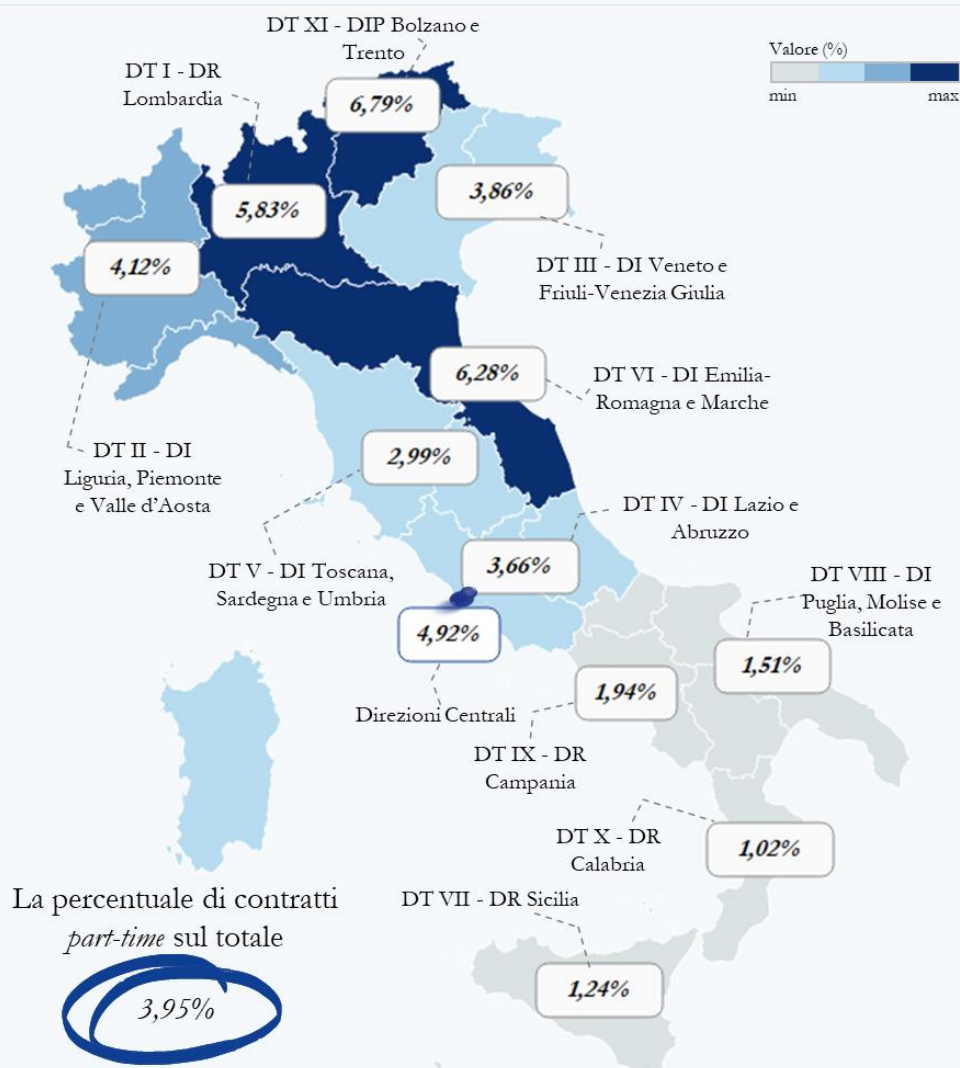 DT XI - DIP Bolzano e
Trento
Valore (%)
min max
DT I - DR
Lombardia
6,79%
5,83%
3,86%
4,12%
DT III - DI Veneto e
Friuli-Venezia Giulia
6,28%
DT VI - DI Emilia-
Romagna e Marche
DT II - DI
Liguria, Piemonte
e Valle d’Aosta
2,99%
DT IV - DI Lazio e
Abruzzo
DT V - DI Toscana,
Sardegna e Umbria
3,66%
DT VIII - DI
Puglia, Molise e
Basilicata
4,92%
1,51%
Direzioni Centrali
1,94%
DT IX - DR
Campania
DT X - DR
Calabria
1,02%
La percentuale di contratti
part-time sul totale
3,95%
DT VII - DR Sicilia
1,24%